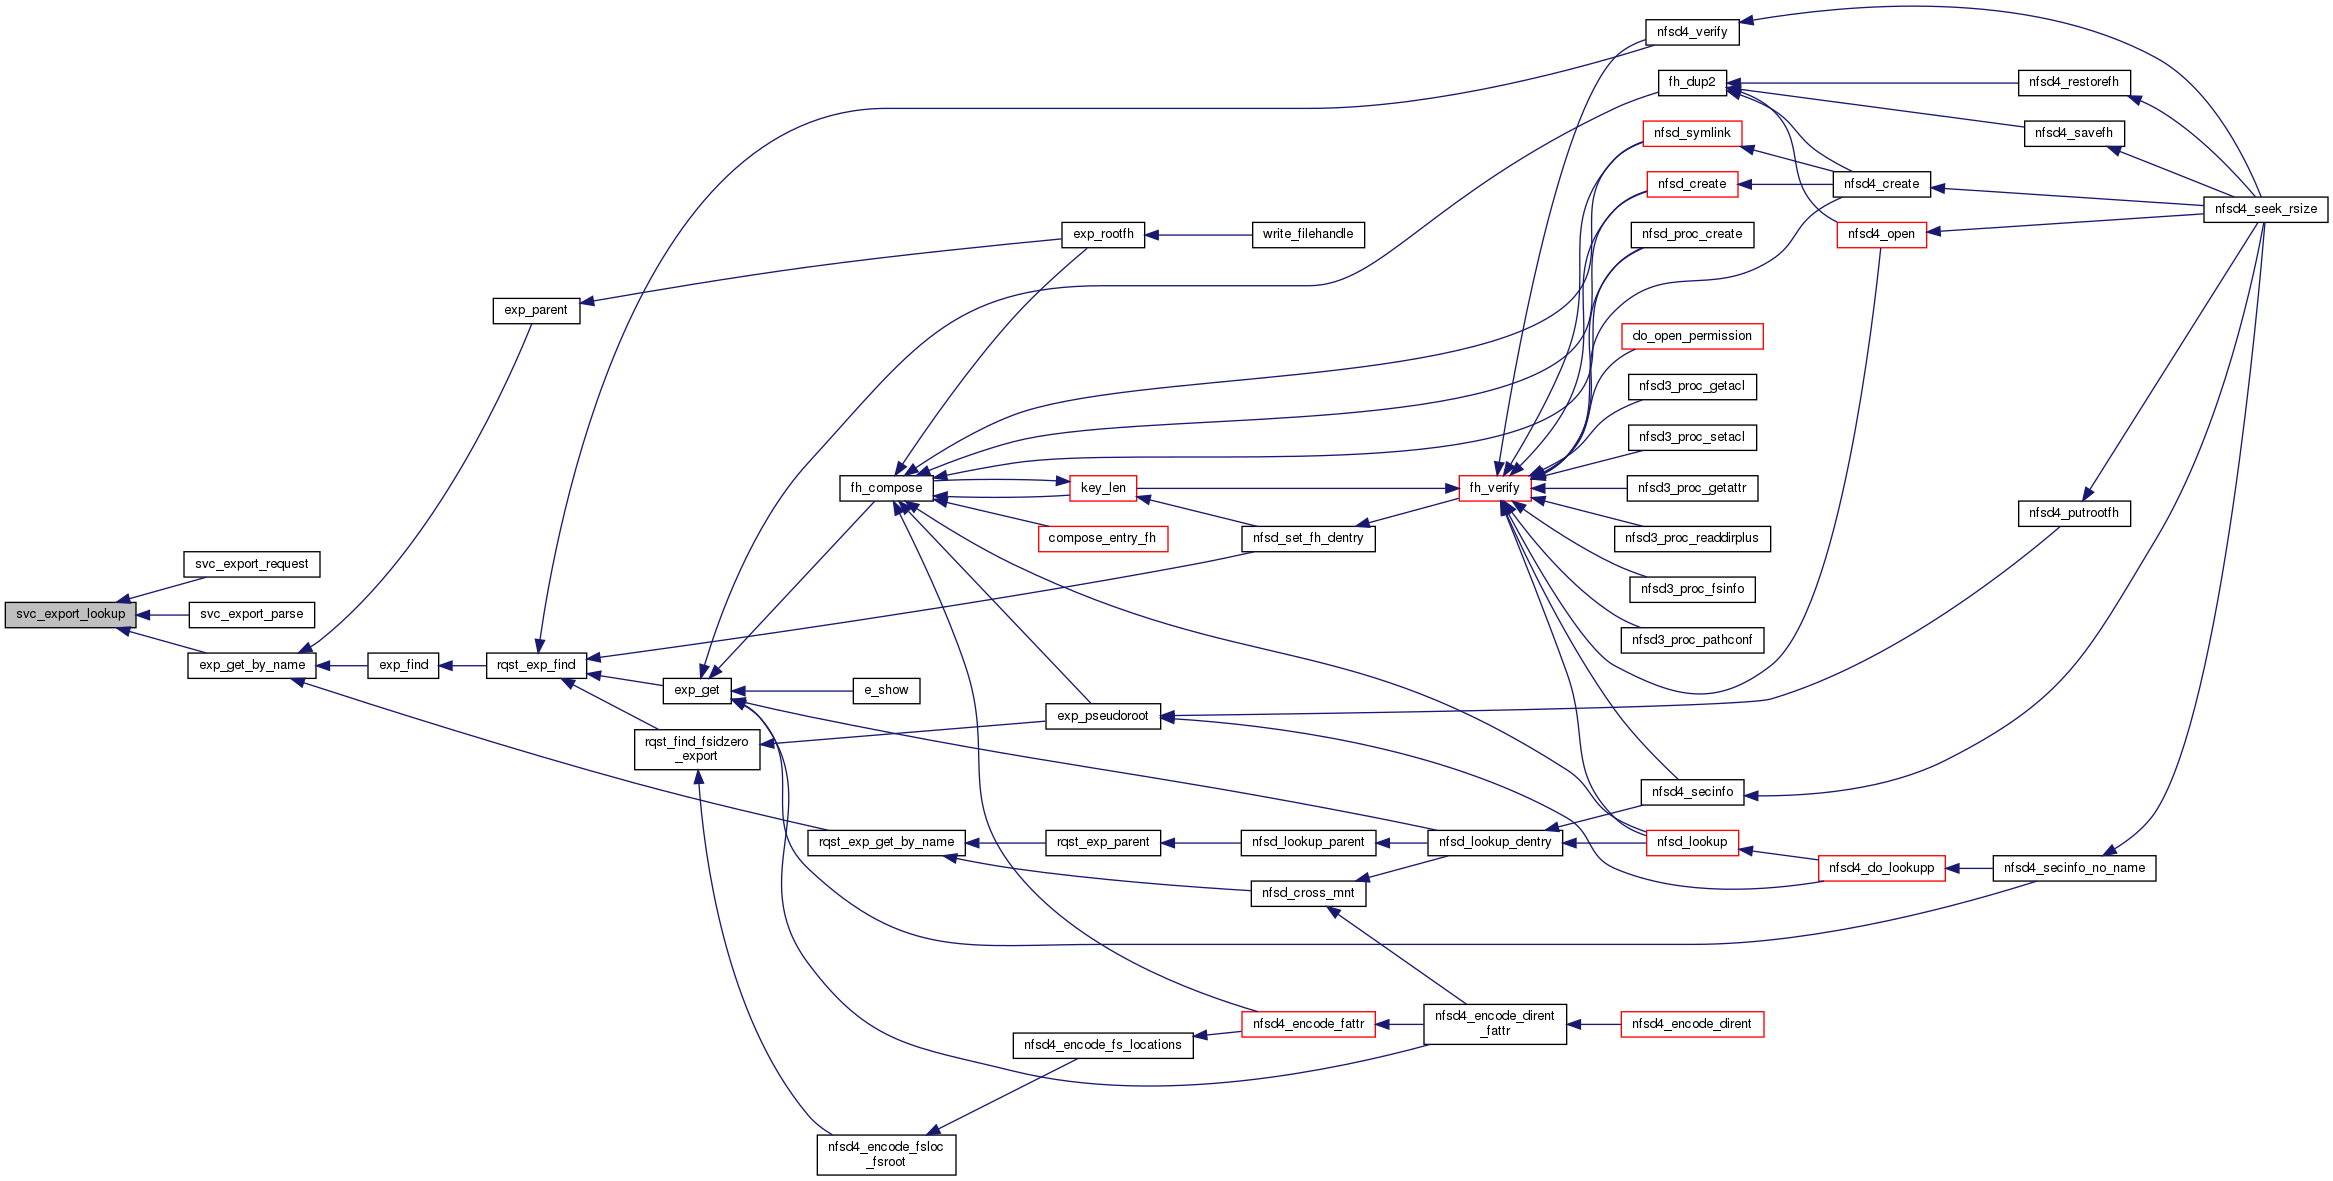 nfsd4_verify
fh_dup2
nfsd4_restorefh
nfsd_symlink
nfsd4_savefh
nfsd_create
nfsd4_create
nfsd4_seek_rsize
exp_rootfh
write_filehandle
nfsd_proc_create
nfsd4_open
exp_parent
do_open_permission
nfsd3_proc_getacl
nfsd3_proc_setacl
fh_compose
key_len
fh_verify
nfsd3_proc_getattr
nfsd4_putrootfh
compose_entry_fh
nfsd_set_fh_dentry
nfsd3_proc_readdirplus
svc_export_request
nfsd3_proc_fsinfo
svc_export_lookup
svc_export_parse
nfsd3_proc_pathconf
exp_get_by_name
exp_find
rqst_exp_find
exp_get
e_show
exp_pseudoroot
rqst_find_fsidzero
_export
nfsd4_secinfo
rqst_exp_get_by_name
rqst_exp_parent
nfsd_lookup_parent
nfsd_lookup_dentry
nfsd_lookup
nfsd4_do_lookupp
nfsd4_secinfo_no_name
nfsd_cross_mnt
nfsd4_encode_fs_locations
nfsd4_encode_fattr
nfsd4_encode_dirent
_fattr
nfsd4_encode_dirent
nfsd4_encode_fsloc
_fsroot